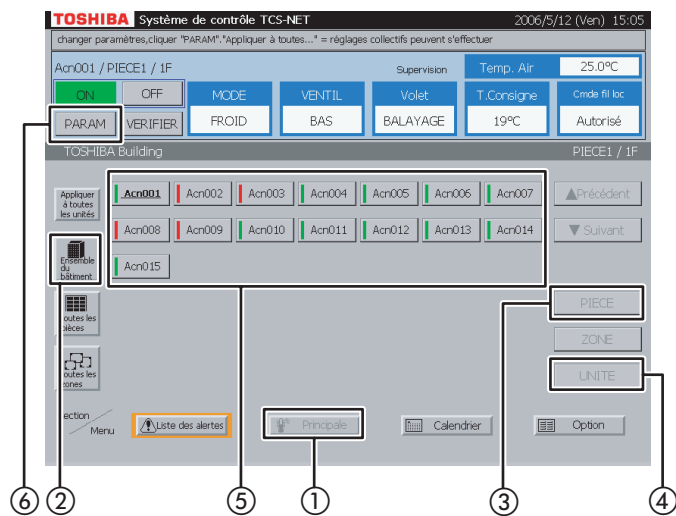 TOSHIBA Système de contrôle TCS-NET 2006/5/12 (Ven) 15:05
changer paramètres,cliquer "PARAM"."Appliquer à toutes..." = réglages collectifs peuvent s'effectuer
Acn001 / PIECE1 / 1F Supervision Temp. Air 25.0ºC
ON OFF MODE VENTIL Volet T.Consigne Cmde fil loc
PARAM VERIFIER FROID BAS BALAYAGE 19ºC Autorisé
TOSHIBA Building PIECE1 / 1F
Appliquer
à toutes
les unités
Acn001 Acn002 Acn003 Acn004 Acn005 Acn006 Acn007 ▲Précédent
Acn008 Acn009 Acn010 Acn011 Acn012 Acn013 Acn014 ▼ Suivant
Ensemble
du
bâtiment
Acn015
PIECE
Toutes les
pièces
ZONE
Toutes les
zones
UNITE
ection
Menu
Liste des alertes Principale Calendrier Option
⑥ ② ⑤ ① ③ ④